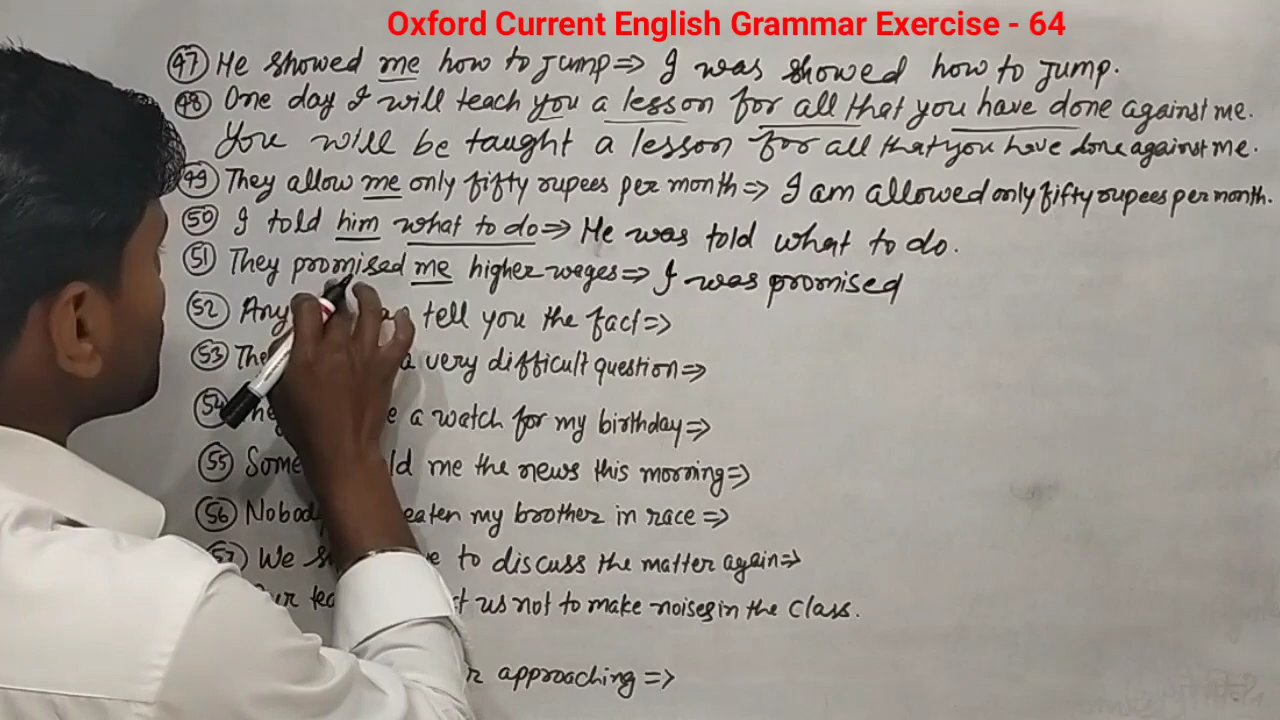 Oxford Current English Grammar Exercise - 64
47 He showed me how to Jump⇒ I was showed how to Jump.
48 One day I will teach you a lesson for all that you have done against me.
You will be taught a lesson for all that you have done against me.
49 They allow me only fifty rupees per month⇒ I am allowed only fifty rupees per month.
50 I told him what to do⇒ He was told what to do.
51 They promised me higher wages⇒ I was promised
52 Any tell you the fact⇒
53 a very difficult question⇒
54 a watch for my birthday⇒
55 me the news this morning⇒
56 my brother in race⇒
57 We to discuss the matter again⇒
us not to make noises in the Class.
approaching⇒